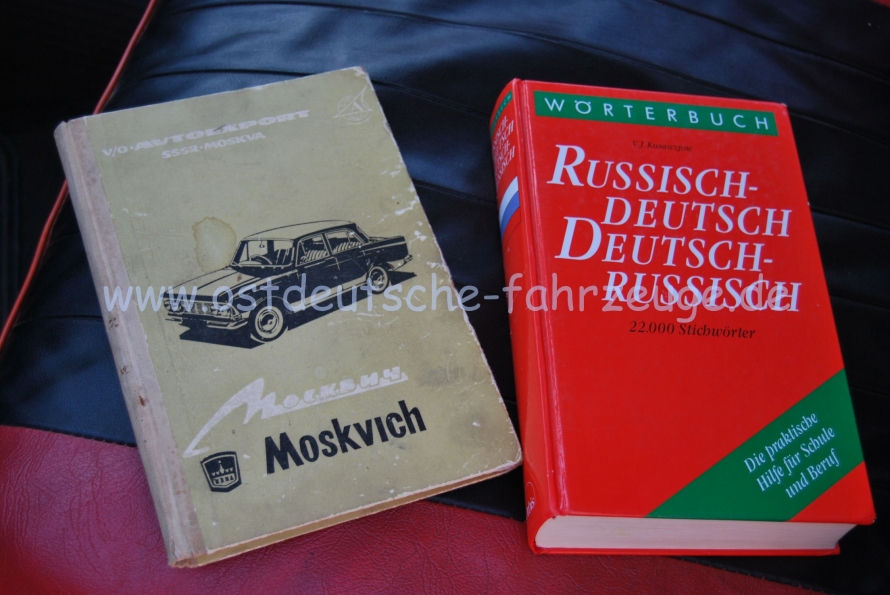 V/O·AVTOEXPORT
SSSR-MOSKVA
Москвич
MOSKVICH
WÖRTERBUCH
RUSSISCH-
DEUTSCH
DEUTSCH-
RUSSISCH
22.000 Stichwörter
Die praktische
Hilfe für Schule
und Beruf
www.ostdeutsche-fahrzeuge.de